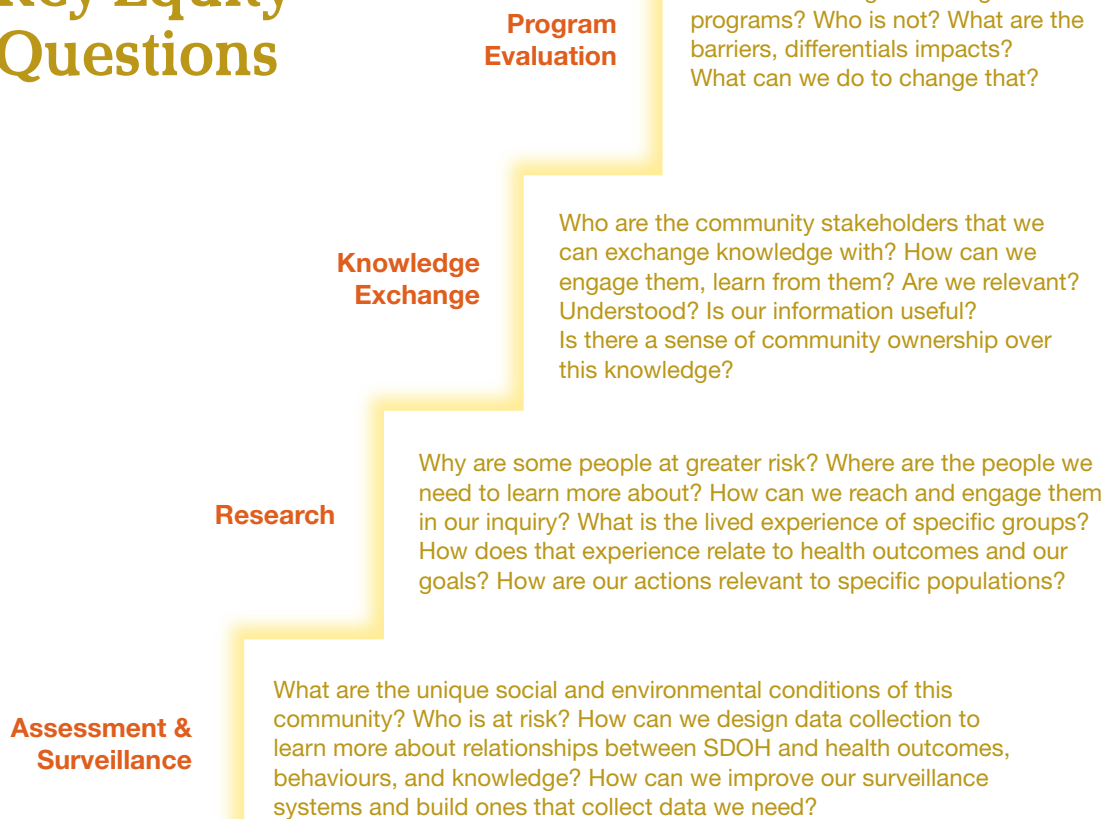 Key Equity
Questions
Program
Evaluation
programs? Who is not? What are the
barriers, differentials impacts?
What can we do to change that?
Knowledge
Exchange
Who are the community stakeholders that we
can exchange knowledge with? How can we
engage them, learn from them? Are we relevant?
Understood? Is our information useful?
Is there a sense of community ownership over
this knowledge?
Research
Why are some people at greater risk? Where are the people we
need to learn more about? How can we reach and engage them
in our inquiry? What is the lived experience of specific groups?
How does that experience relate to health outcomes and our
goals? How are our actions relevant to specific populations?
Assessment &
Surveillance
What are the unique social and environmental conditions of this
community? Who is at risk? How can we design data collection to
learn more about relationships between SDOH and health outcomes,
behaviours, and knowledge? How can we improve our surveillance
systems and build ones that collect data we need?